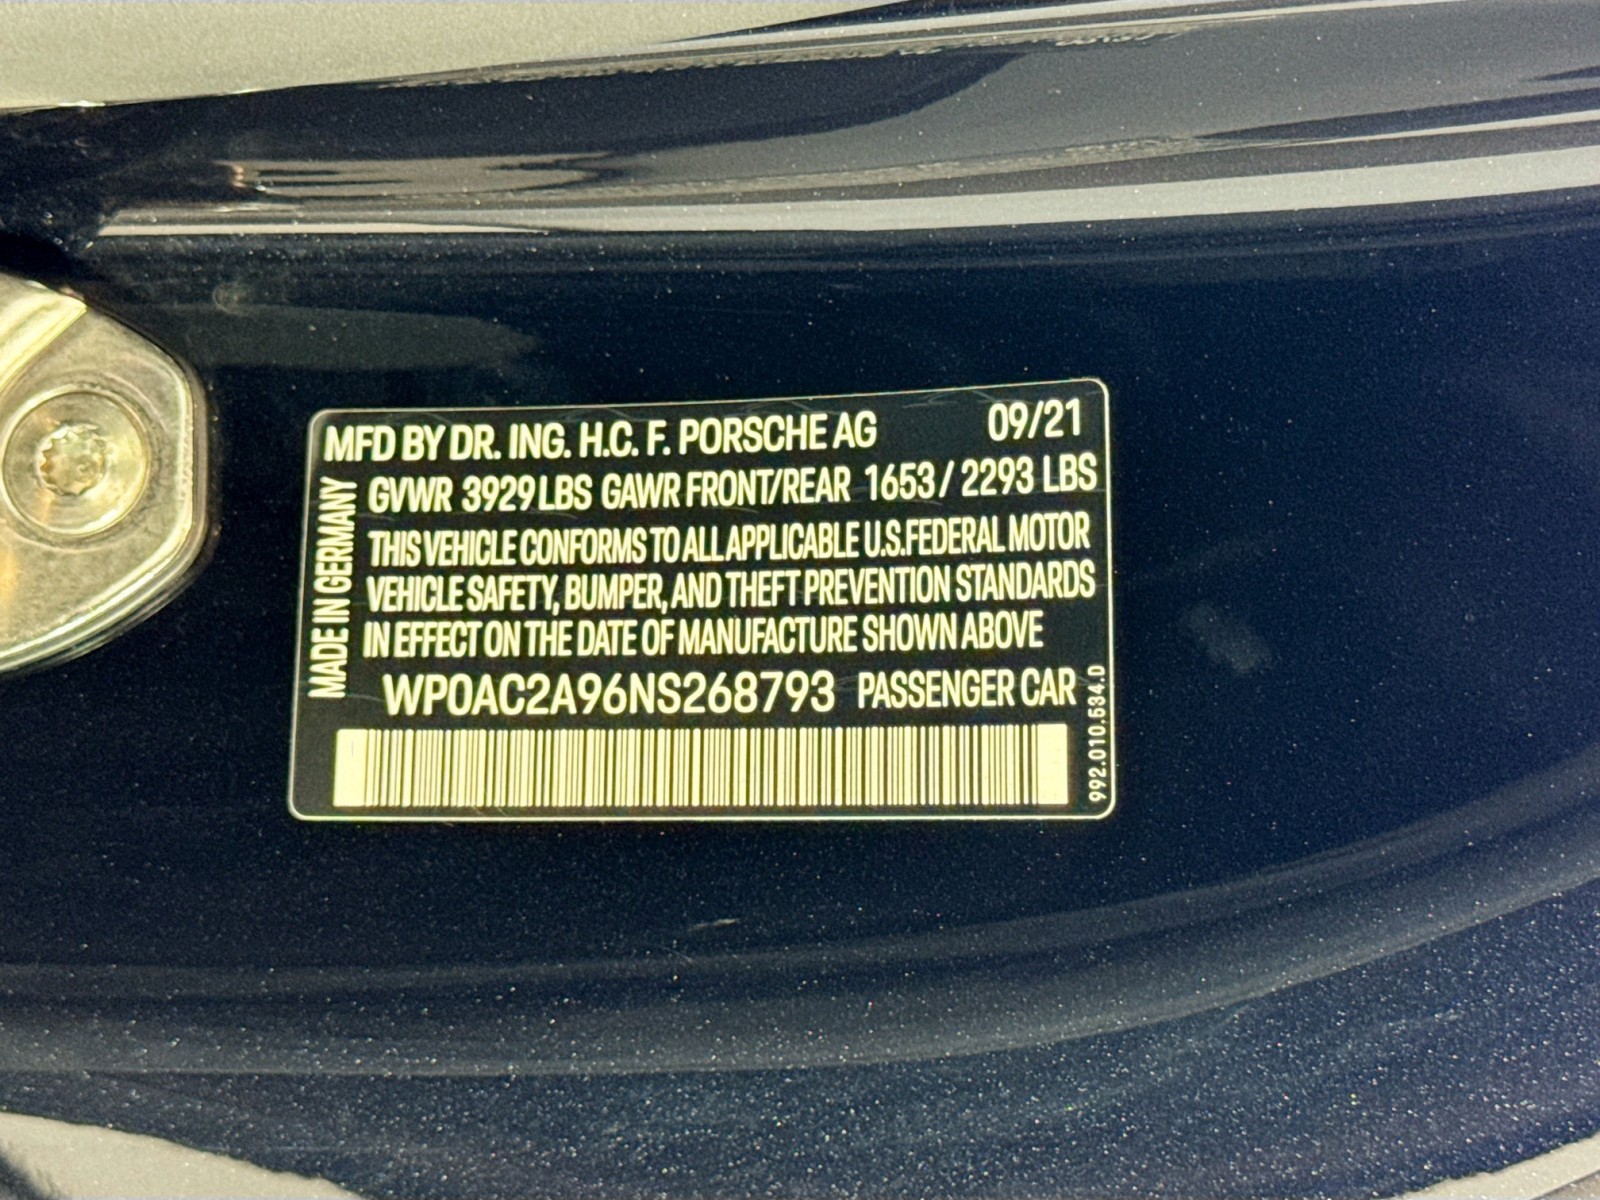 MFD BY DR. ING. H.C. F. PORSCHE AG 09/21
GVWR 3929 LBS GAWR FRONT/REAR 1653 / 2293 LBS
THIS VEHICLE CONFORMS TO ALL APPLICABLE U.S. FEDERAL MOTOR
VEHICLE SAFETY, BUMPER, AND THEFT PREVENTION STANDARDS
IN EFFECT ON THE DATE OF MANUFACTURE SHOWN ABOVE
WP0AC2A96NS268793 PASSENGER CAR
MADE IN GERMANY
992.010.534.D